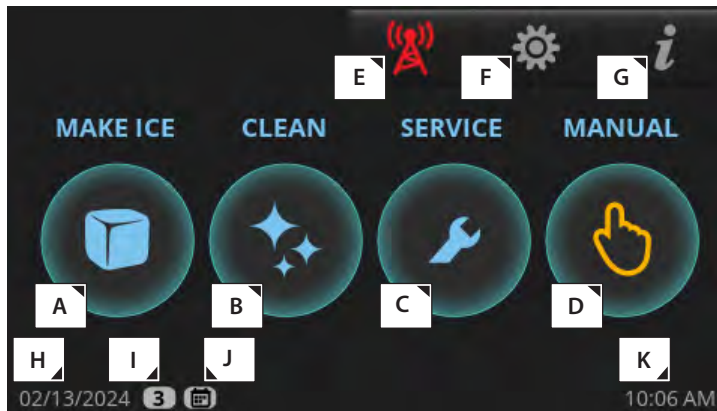 E F G
MAKE ICE CLEAN SERVICE MANUAL
A B C D
H I J K
02/13/2024 3 10:06 AM